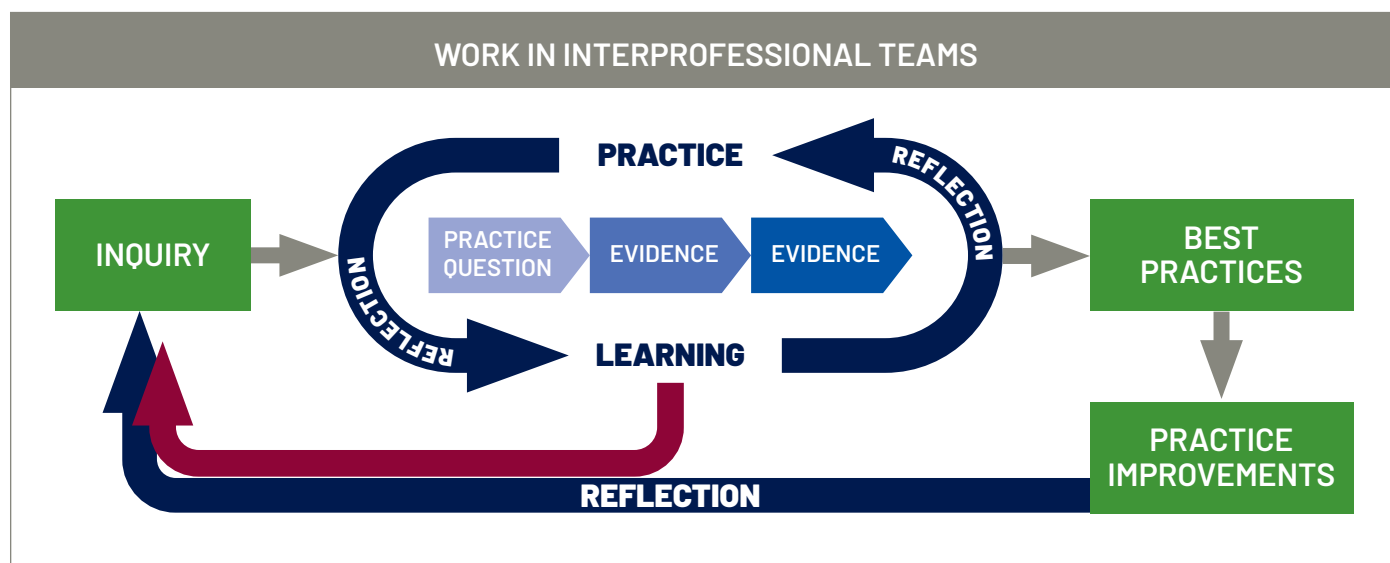 WORK IN INTERPROFESSIONAL TEAMS
PRACTICE
REFLECTION
INQUIRY
PRACTICE
QUESTION
EVIDENCE
EVIDENCE
BEST
PRACTICES
REFLECTION
LEARNING
PRACTICE
IMPROVEMENTS
REFLECTION